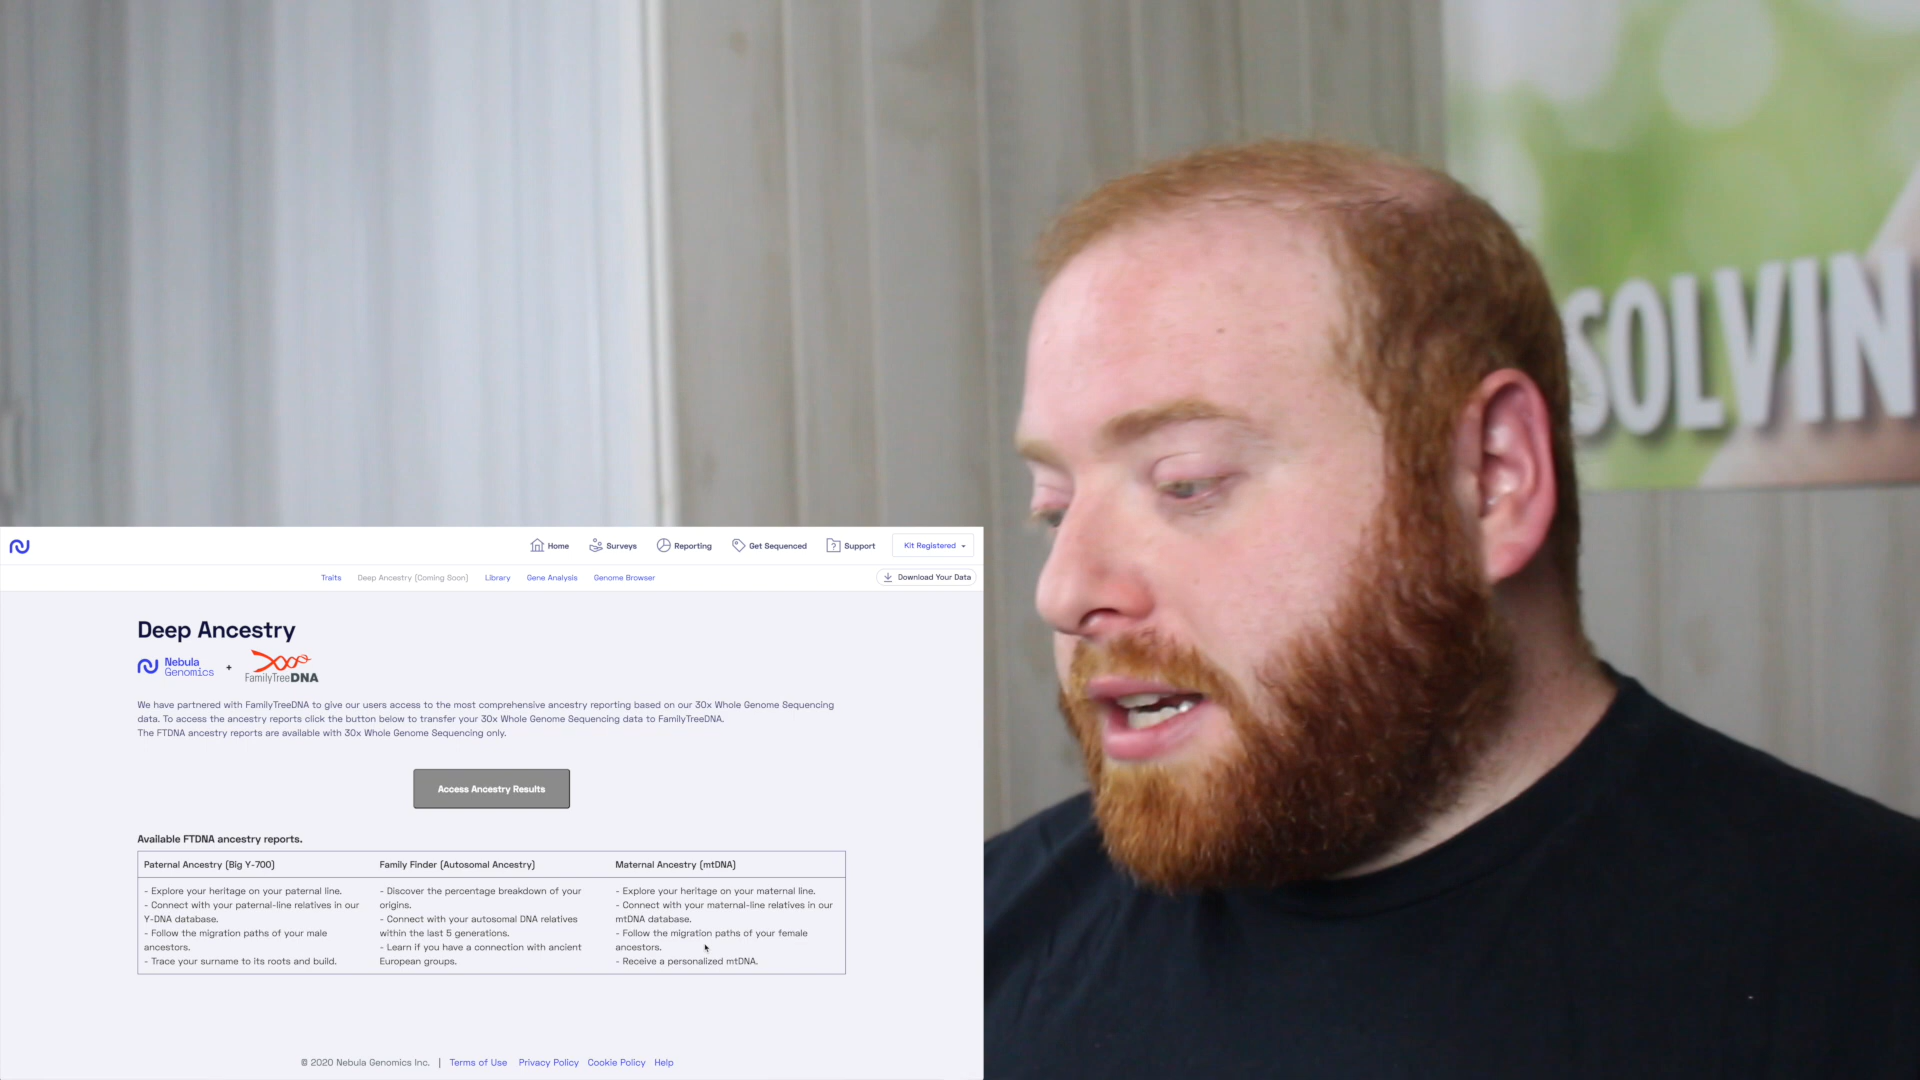 SOLVIN
Home Surveys Reporting Get Sequenced Support Kit Registered
Traits Deep Ancestry (Coming Soon) Library Gene Analysis Genome Browser Download Your Data
Deep Ancestry
Nebula Genomics + FamilyTreeDNA
We have partnered with FamilyTreeDNA to give our users access to the most comprehensive ancestry reporting based on our 30x Whole Genome Sequencing
data. To access the ancestry reports click the button below to transfer your 30x Whole Genome Sequencing data to FamilyTreeDNA.
The FTDNA ancestry reports are available with 30x Whole Genome Sequencing only.
Access Ancestry Results
Available FTDNA ancestry reports.
Paternal Ancestry (Big Y-700)
- Explore your heritage on your paternal line.
- Connect with your paternal-line relatives in our
Y-DNA database.
- Follow the migration paths of your male
ancestors.
- Trace your surname to its roots and build.
Family Finder (Autosomal Ancestry)
- Discover the percentage breakdown of your
origins.
- Connect with your autosomal DNA relatives
within the last 5 generations.
- Learn if you have a connection with ancient
European groups.
Maternal Ancestry (mtDNA)
- Explore your heritage on your maternal line.
- Connect with your maternal-line relatives in our
mtDNA database.
- Follow the migration paths of your female
ancestors.
- Receive a personalized mtDNA.
© 2020 Nebula Genomics Inc. | Terms of Use Privacy Policy Cookie Policy Help